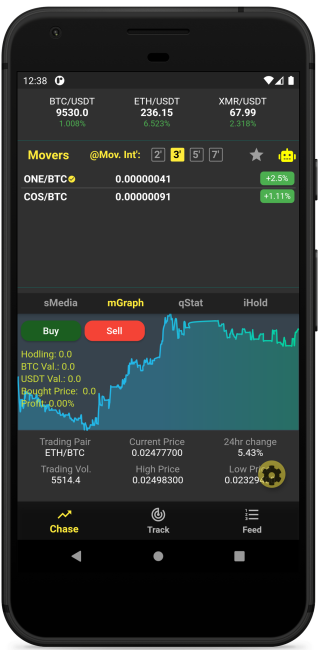 12:38
BTC/USDT ETH/USDT XMR/USDT
9530.0 236.15 67.99
1.008% 6.523% 2.318%
Movers @Mov. Int': 2' 3' 5' 7'
ONE/BTC 0.00000041 +2.5%
COS/BTC 0.00000091 +1.11%
sMedia mGraph qStat iHold
Buy Sell
Hodling: 0.0
BTC Val.: 0.0
USDT Val.: 0.0
Bought Price: 0.0
Profit: 0.00%
Trading Pair Current Price 24hr change
ETH/BTC 0.02477700 5.43%
Trading Vol. High Price Low Pri
5514.4 0.02498300 0.023294
Chase Track Feed